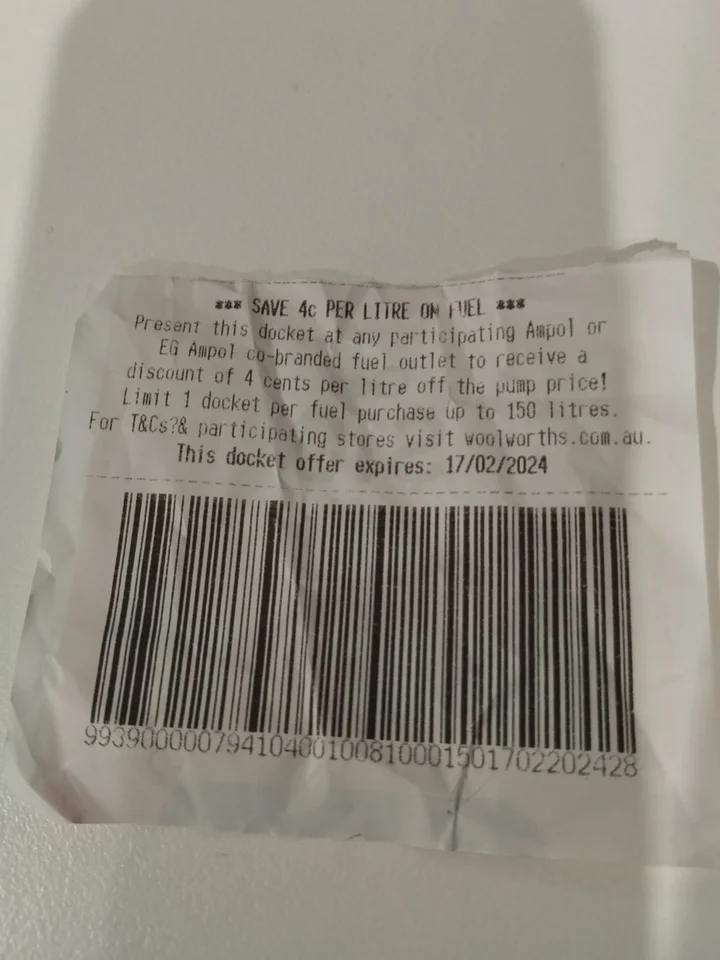 *** SAVE 4c PER LITRE ON FUEL ***
Present this docket at any participating Ampol or
EG Ampol co-branded fuel outlet to receive a
discount of 4 cents per litre off the pump price!
Limit 1 docket per fuel purchase up to 150 litres.
For T&Cs?& participating stores visit woolworths.com.au.
This docket offer expires: 17/02/2024
99390000079410400100810001501702202428